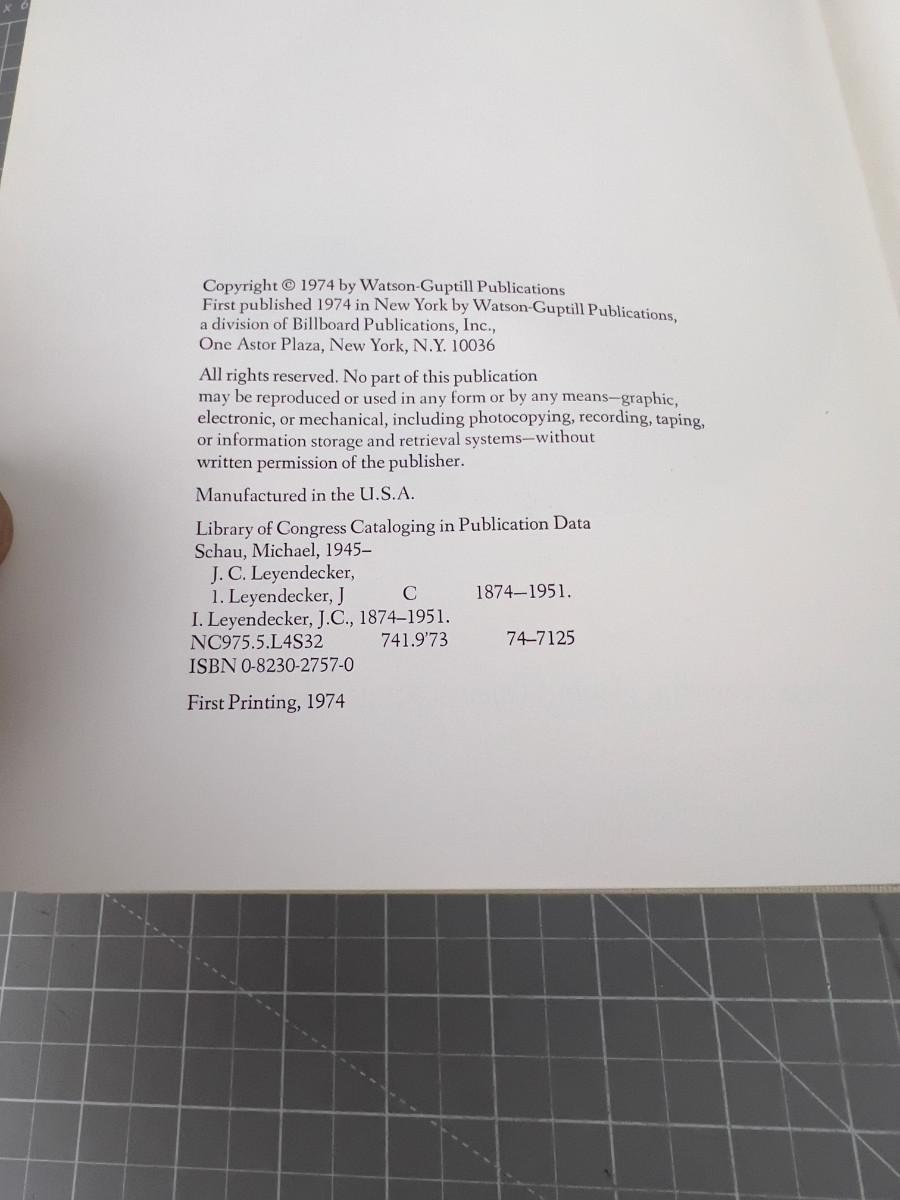 x 6
Copyright © 1974 by Watson-Guptill Publications
First published 1974 in New York by Watson-Guptill Publications,
a division of Billboard Publications, Inc.,
One Astor Plaza, New York, N.Y. 10036
All rights reserved. No part of this publication
may be reproduced or used in any form or by any means—graphic,
electronic, or mechanical, including photocopying, recording, taping,
or information storage and retrieval systems—without
written permission of the publisher.
Manufactured in the U.S.A.
Library of Congress Cataloging in Publication Data
Schau, Michael, 1945–
J. C. Leyendecker,
1. Leyendecker, J C 1874—1951.
I. Leyendecker, J.C., 1874–1951.
NC975.5.L4S32 741.9'73 74–7125
ISBN 0-8230-2757-0
First Printing, 1974